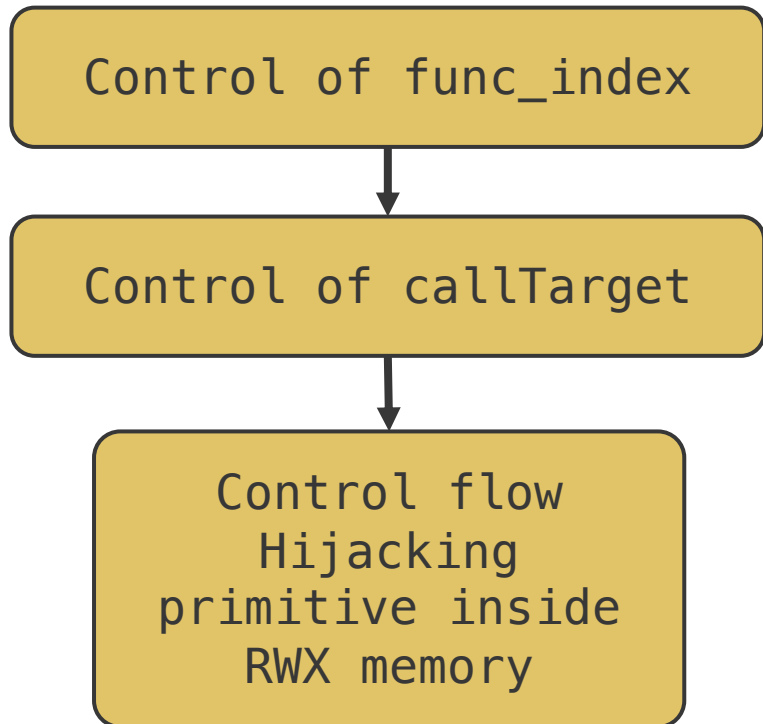 Control of func_index
Control of callTarget
Control flow
Hijacking
primitive inside
RWX memory